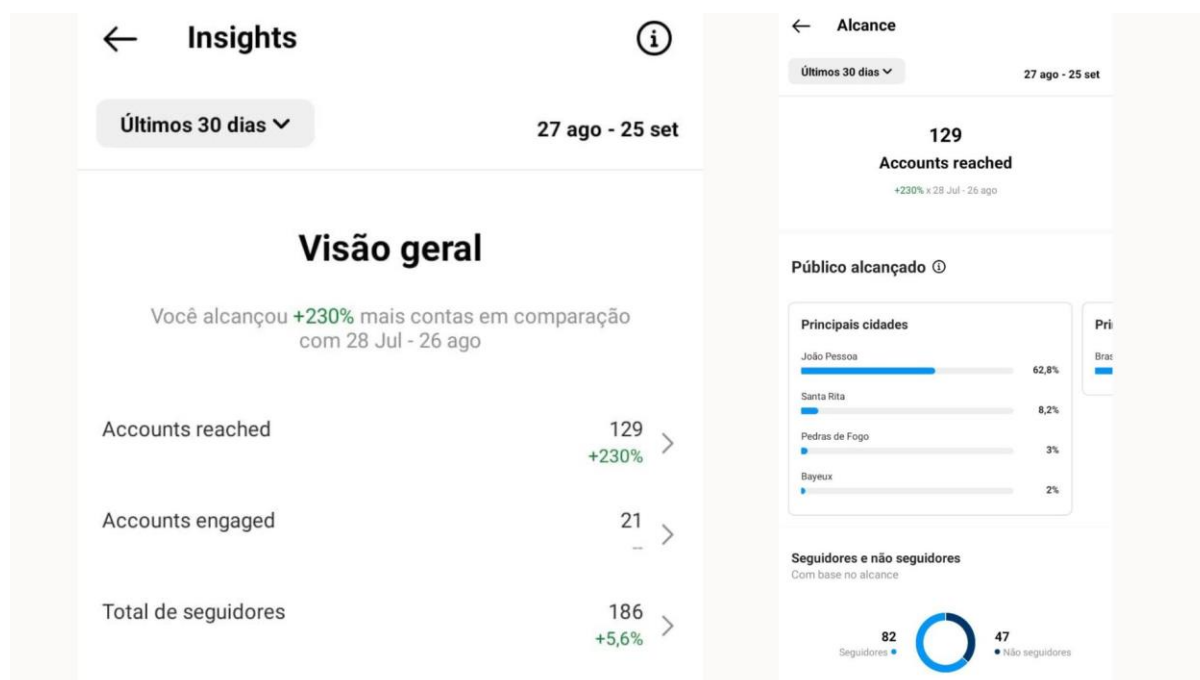 Insights
Últimos 30 dias
27 ago - 25 set
Visão geral
Você alcançou +230% mais contas em comparação
com 28 Jul - 26 ago
Accounts reached
129
+230%
Accounts engaged
21
--
Total de seguidores
186
+5,6%
Alcance
Últimos 30 dias
27 ago - 25 set
129
Accounts reached
+230% x 28 Jul - 26 ago
Público alcançado
Principais cidades
João Pessoa
62,8%
Santa Rita
8,2%
Pedras de Fogo
3%
Bayeux
2%
Pri
Bras
Seguidores e não seguidores
Com base no alcance
82
Seguidores
47
Não seguidores